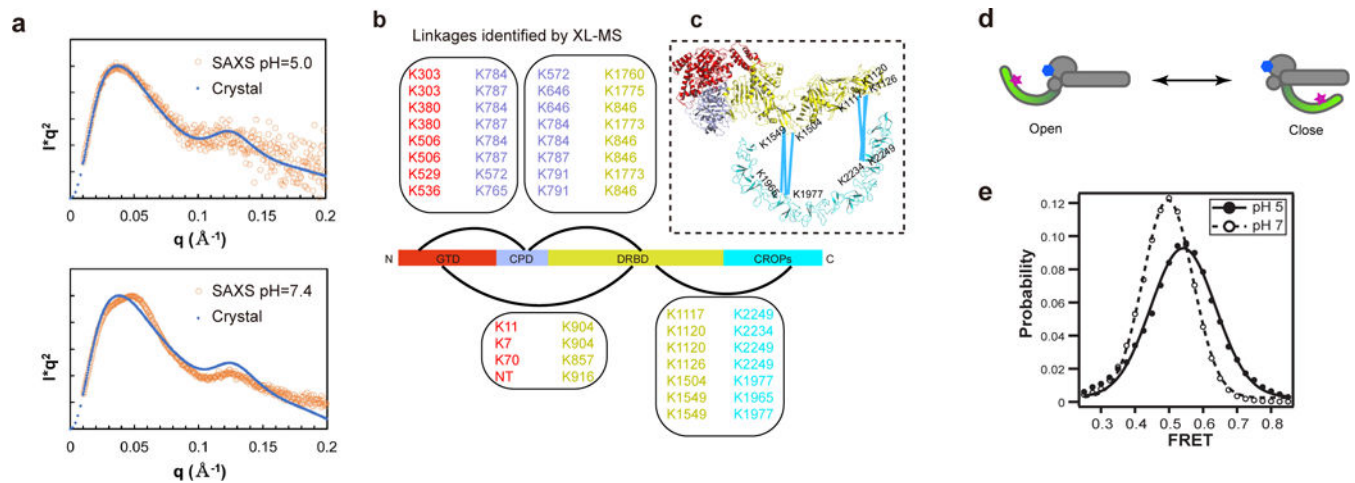 a
I*q²
SAXS pH=5.0
Crystal
0 0.05 0.1 0.15 0.2
q (Å⁻¹)
I*q²
SAXS pH=7.4
Crystal
0 0.05 0.1 0.15 0.2
q (Å⁻¹)
b
Linkages identified by XL-MS
K303 K784
K303 K787
K380 K784
K380 K787
K506 K784
K506 K787
K529 K572
K536 K765
K572 K1760
K646 K1775
K646 K846
K784 K1773
K784 K846
K787 K846
K791 K1773
K791 K846
N GTD CPD DRBD CROPs C
K11 K904
K7 K904
K70 K857
NT K916
K1117 K2249
K1120 K2234
K1120 K2249
K1126 K2249
K1504 K1977
K1549 K1965
K1549 K1977
c
K1120
K1126
K1549
K1504
K2249
K2234
K1977
d
Open
Close
e
Probability
0.12
0.10
0.08
0.06
0.04
0.02
0
pH 5
pH 7
0.3 0.4 0.5 0.6 0.7 0.8
FRET